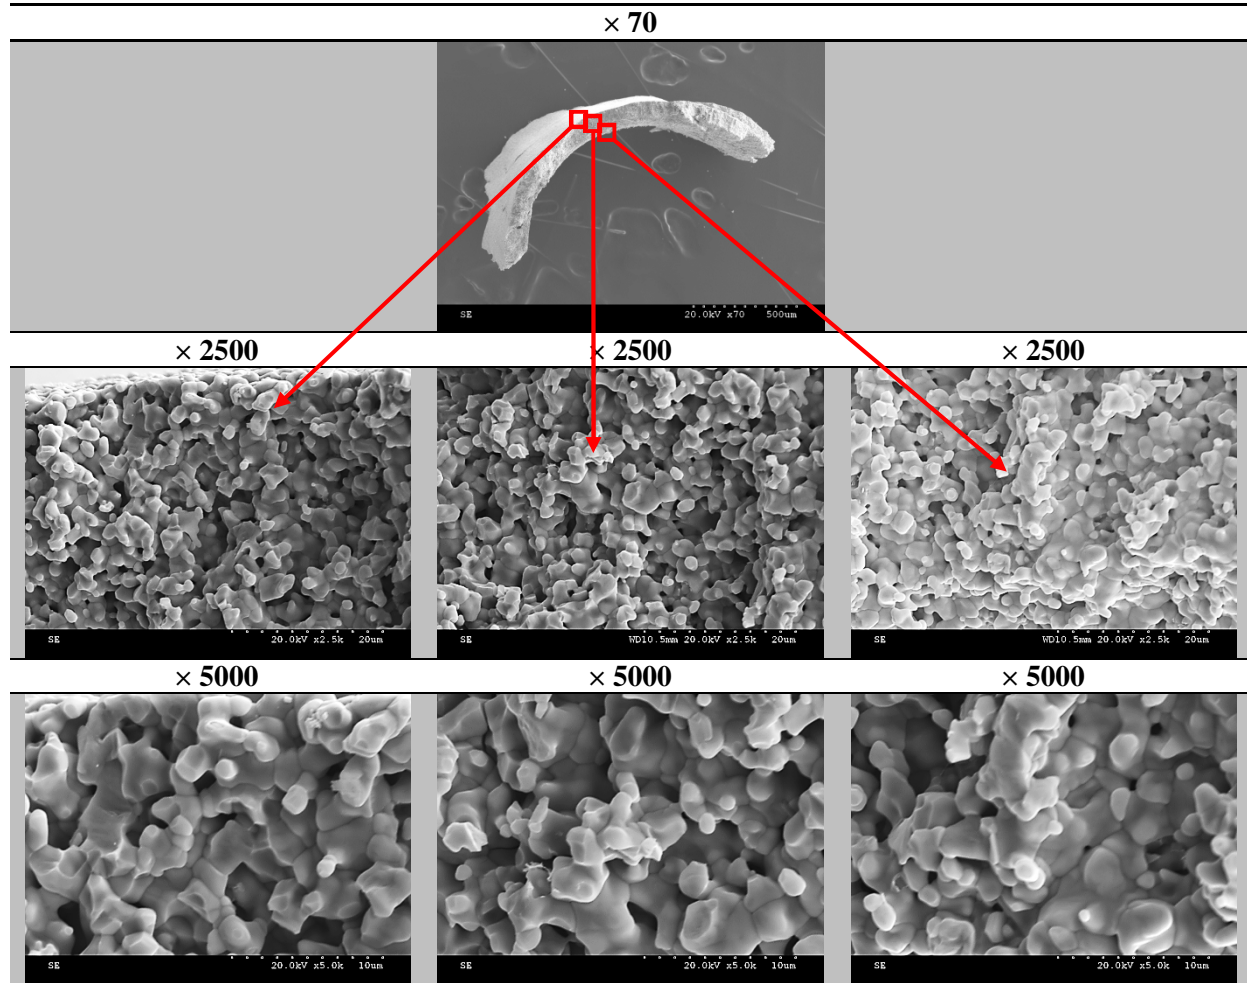 × 70
SE 20.0kV x70 500um
× 2500 × 2500 × 2500
SE 20.0kV x2.5k 20um SE WD10.5mm 20.0kV x2.5k 20um SE WD10.5mm 20.0kV x2.5k 20um
× 5000 × 5000 × 5000
SE 20.0kV x5.0k 10um SE 20.0kV x5.0k 10um SE 20.0kV x5.0k 10um